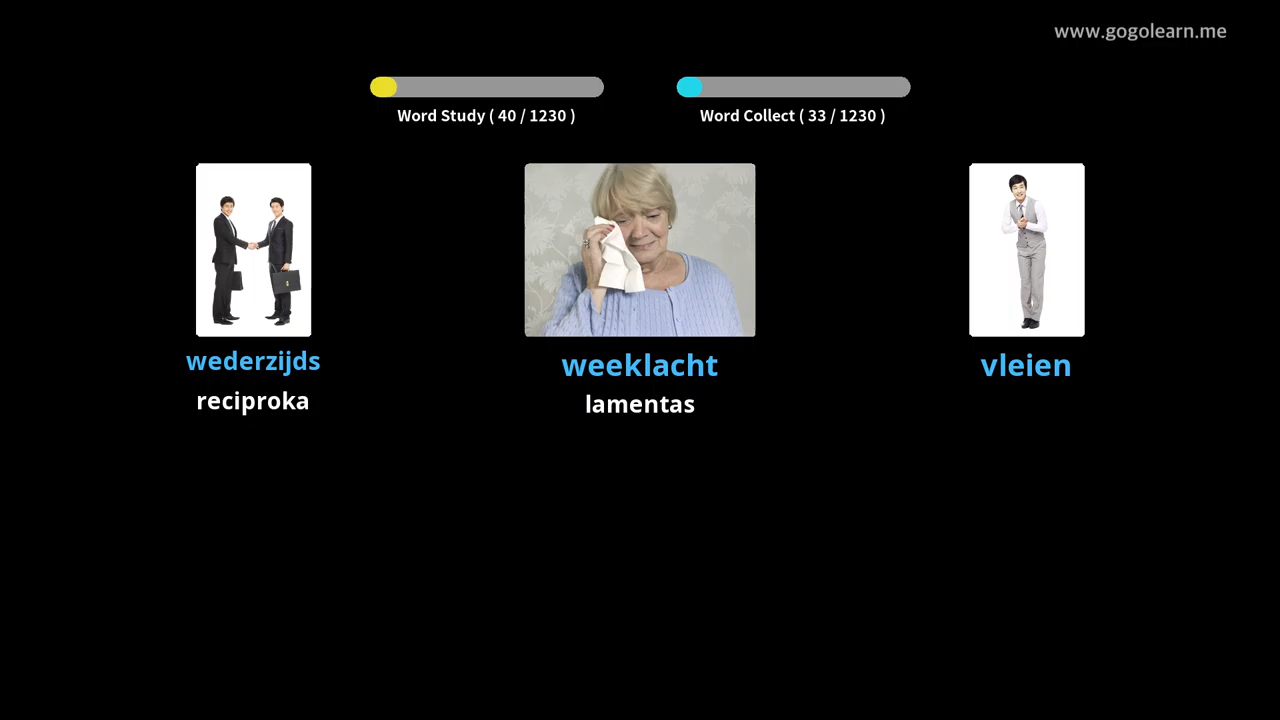 www.gogolearn.me
Word Study ( 40 / 1230 )
Word Collect ( 33 / 1230 )
wederzijds
reciproka
weeklacht
lamentas
vleien